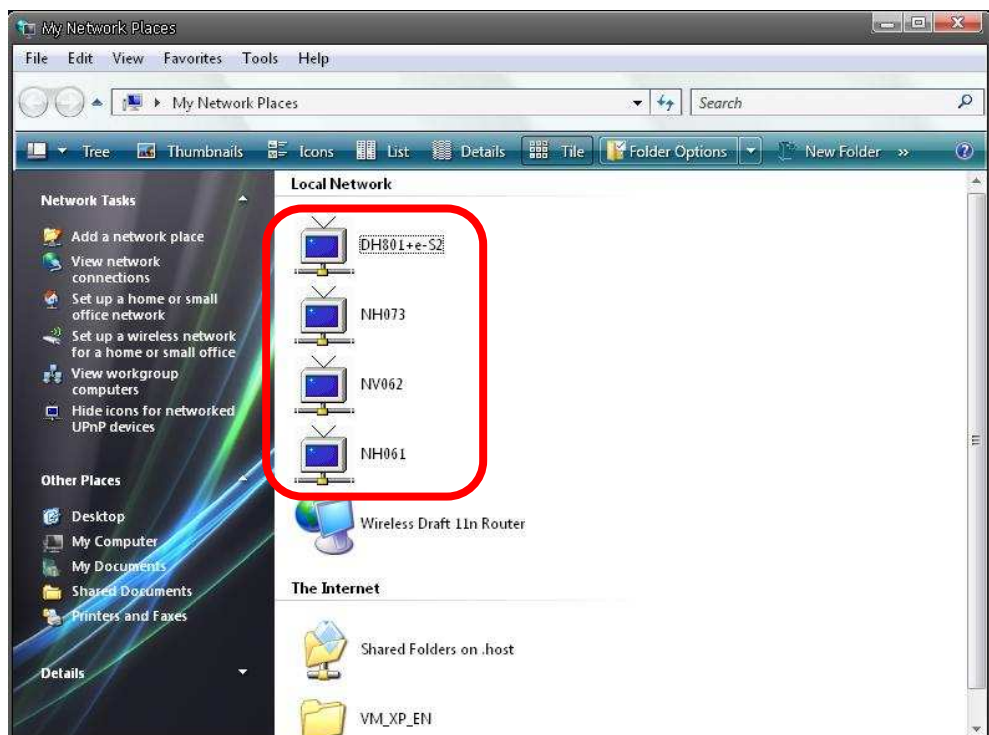 My Network Places
File Edit View Favorites Tools Help
My Network Places Search
Tree Thumbnails Icons List Details Tile Folder Options New Folder »
Network Tasks
Add a network place
View network
connections
Set up a home or small
office network
Set up a wireless network
for a home or small office
View workgroup
computers
Hide icons for networked
UPnP devices
Other Places
Desktop
My Computer
My Documents
Shared Documents
Printers and Faxes
Details
Local Network
DH801+e-S2
NH073
NV062
NH061
Wireless Draft 11n Router
The Internet
Shared Folders on .host
VM_XP_EN